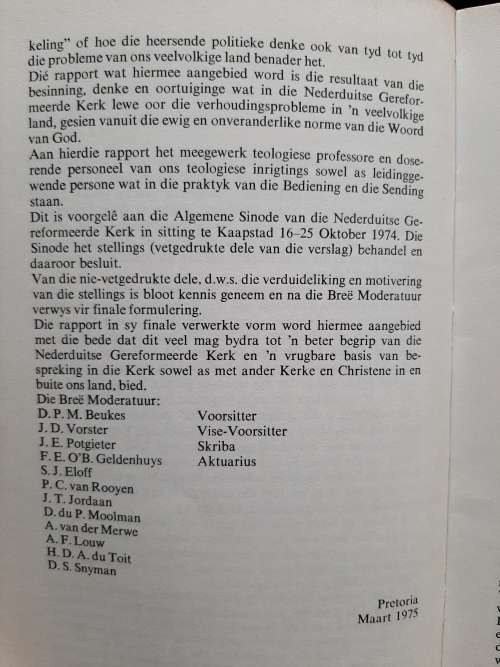 keling” of hoe die heersende politieke denke ook van tyd tot tyd
die probleme van ons veelvolkige land benader het.
Dié rapport wat hiermee aangebied word is die resultaat van die
besinning, denke en oortuiginge wat in die Nederduitse Gerefor-
meerde Kerk lewe oor die verhoudingsprobleme in ’n veelvolkige
land, gesien vanuit die ewig en onveranderlike norme van die Woord
van God.
Aan hierdie rapport het meegewerk teologiese professore en dose-
rende personeel van ons teologiese inrigtings sowel as leidingge-
wende persone wat in die praktyk van die Bediening en die Sending
staan.
Dit is voorgelê aan die Algemene Sinode van die Nederduitse Ge-
reformeerde Kerk in sitting te Kaapstad 16–25 Oktober 1974. Die
Sinode het stellings (vetgedrukte dele van die verslag) behandel en
daaroor besluit.
Van die nie-vetgedrukte dele, d.w.s. die verduideliking en motivering
van die stellings is bloot kennis geneem en na die Breë Moderatuur
verwys vir finale formulering.
Die rapport in sy finale verwerkte vorm word hiermee aangebied
met die bede dat dit veel mag bydra tot ’n beter begrip van die
Nederduitse Gereformeerde Kerk en ’n vrugbare basis van be-
spreking in die Kerk sowel as met ander Kerke en Christene in en
buite ons land, bied.
Die Breë Moderatuur:
D. P. M. Beukes Voorsitter
J. D. Vorster Vise-Voorsitter
J. E. Potgieter Skriba
F. E. O’B. Geldenhuys Aktuarius
S. J. Eloff
P. C. van Rooyen
J. T. Jordaan
D. du P. Moolman
A. van der Merwe
A. F. Louw
H. D. A. du Toit
D. S. Snyman
Pretoria
Maart 1975